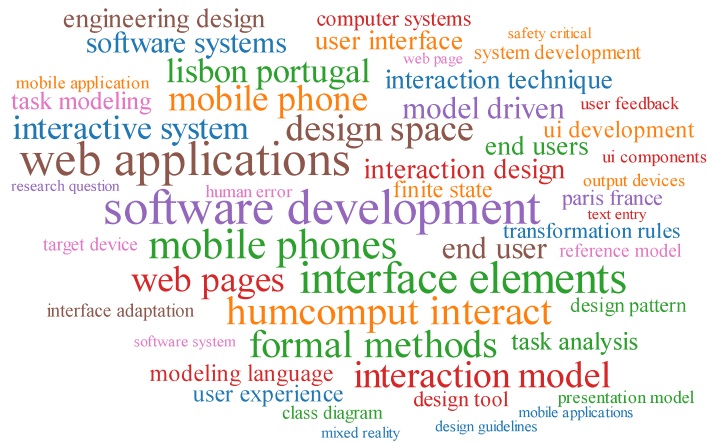 engineering design
computer systems
safety critical
software systems
user interface
system development
web page
lisbon portugal
interaction technique
mobile application
task modeling
mobile phone
model driven
user feedback
interactive system
design space
ui development
end users
web applications
interaction design
ui components
research question
human error
finite state
output devices
software development
paris france
text entry
transformation rules
target device
mobile phones
end user
reference model
web pages
interface elements
interface adaptation
humcomput interact
design pattern
software system
formal methods
task analysis
modeling language
interaction model
user experience
design tool
presentation model
class diagram
mobile applications
mixed reality
design guidelines